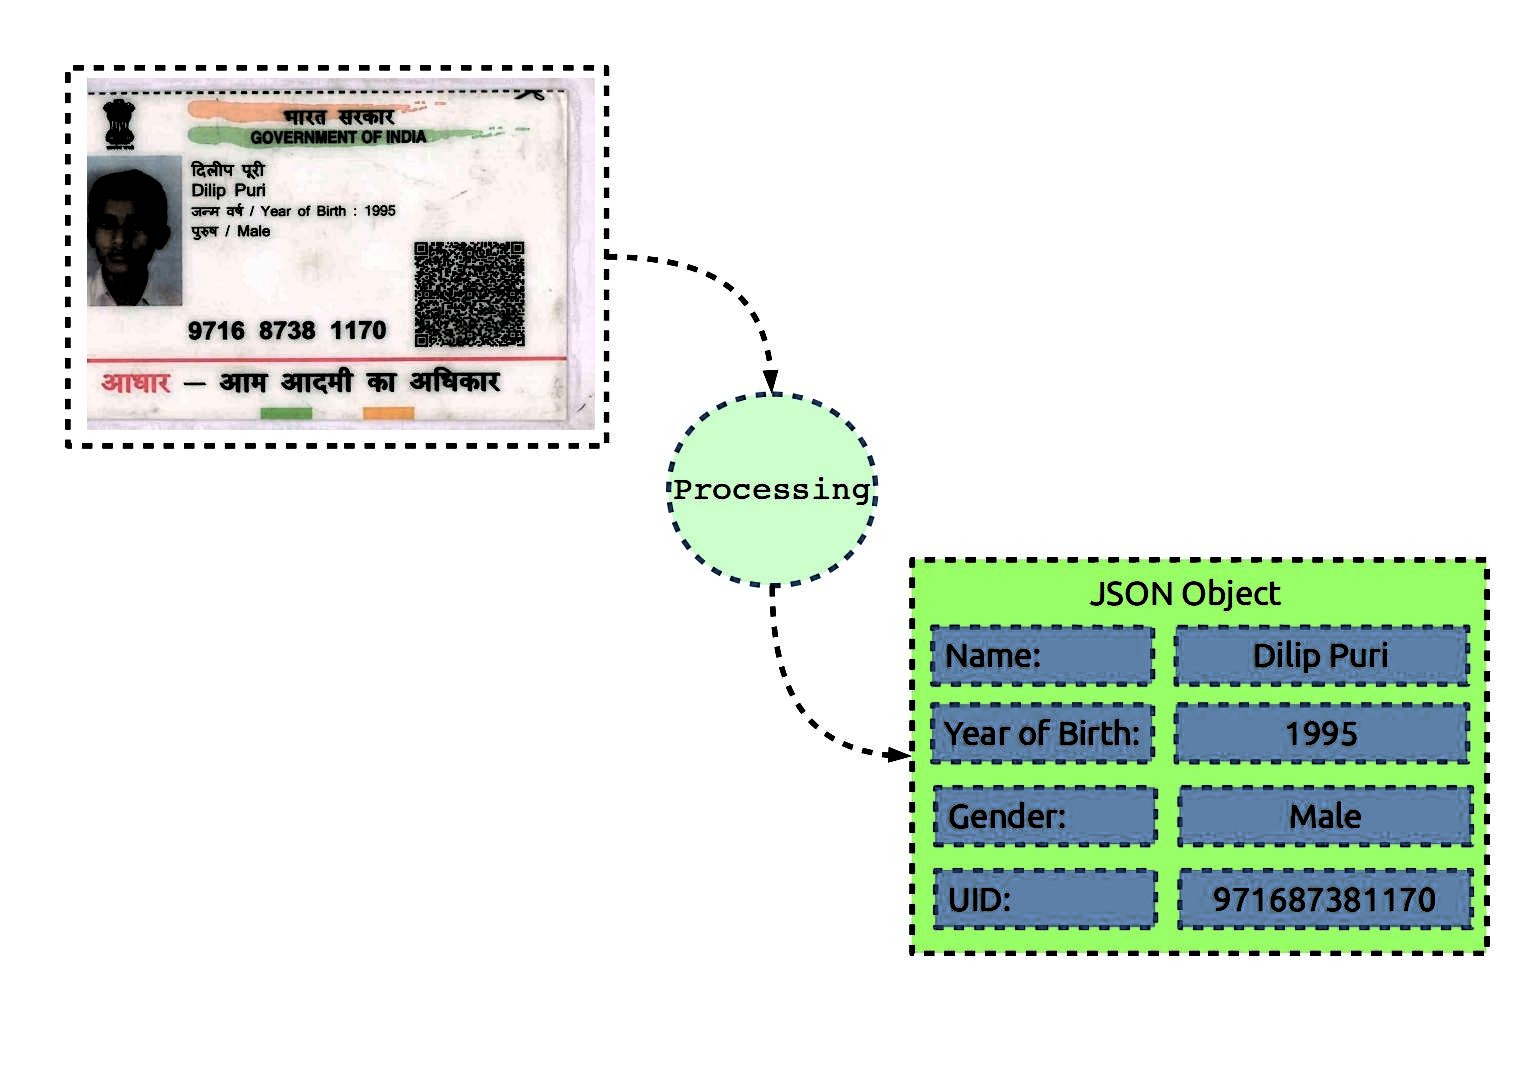 भारत सरकार
GOVERNMENT OF INDIA
दिलीप पूरी
Dilip Puri
जन्म वर्ष / Year of Birth : 1995
पुरुष / Male
9716 8738 1170
आधार – आम आदमी का अधिकार
Processing
JSON Object
Name: Dilip Puri
Year of Birth: 1995
Gender: Male
UID: 971687381170